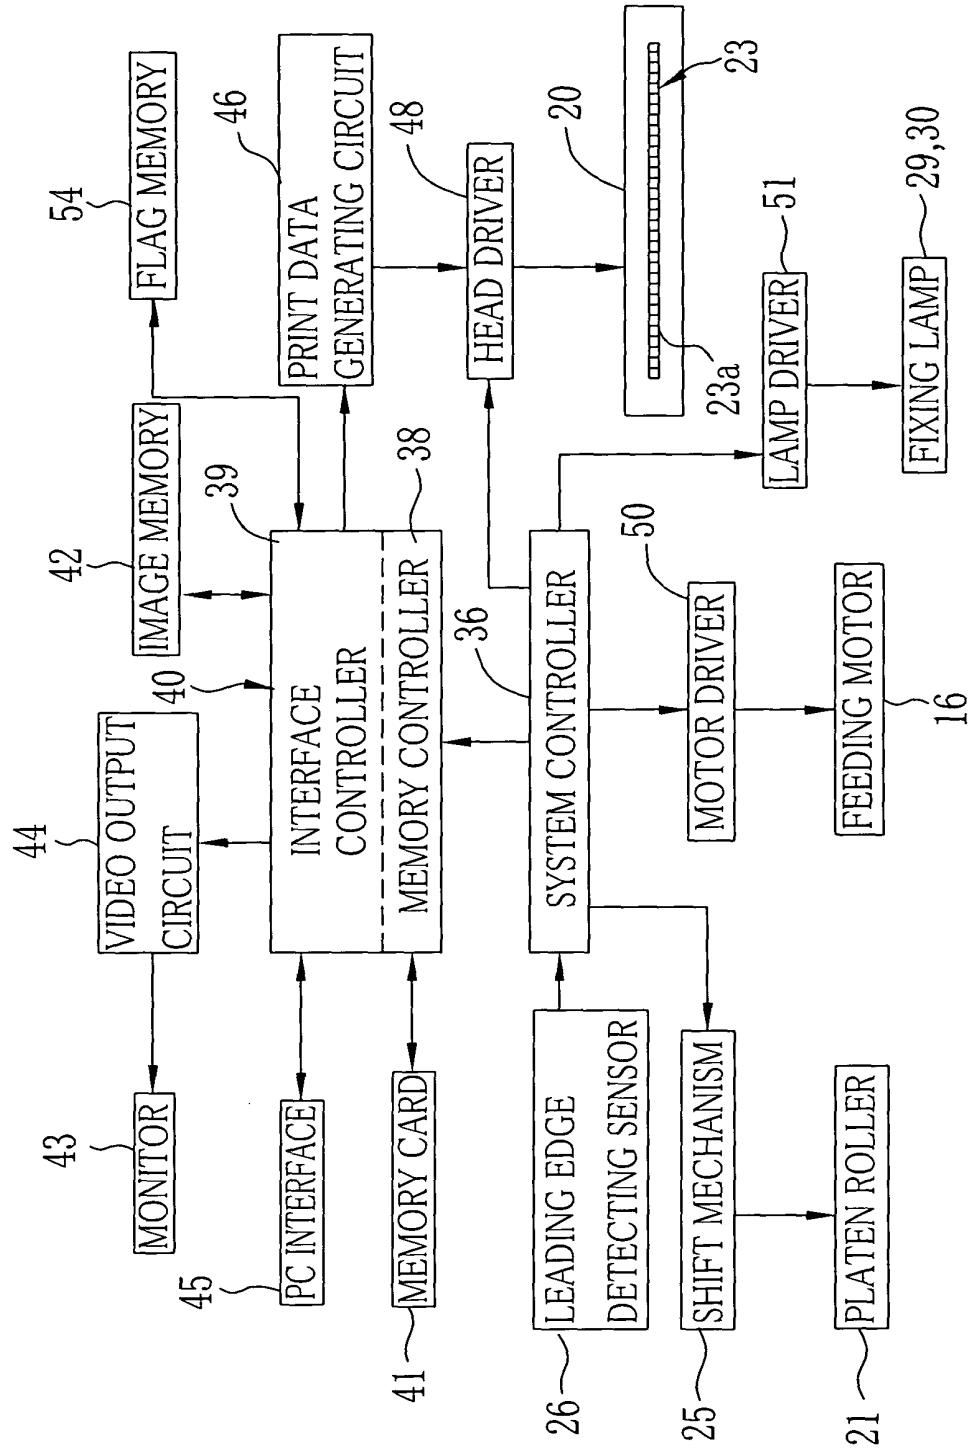 43
MONITOR
44
VIDEO OUTPUT
CIRCUIT
42
IMAGE MEMORY
54
FLAG MEMORY
45
PC INTERFACE
40
39
INTERFACE
CONTROLLER
46
PRINT DATA
GENERATING CIRCUIT
41
MEMORY CARD
MEMORY CONTROLLER
38
48
HEAD DRIVER
26
LEADING EDGE
DETECTING SENSOR
36
SYSTEM CONTROLLER
20
23a
23
25
SHIFT MECHANISM
50
MOTOR DRIVER
51
LAMP DRIVER
21
PLATEN ROLLER
FEEDING MOTOR
16
29,30
FIXING LAMP